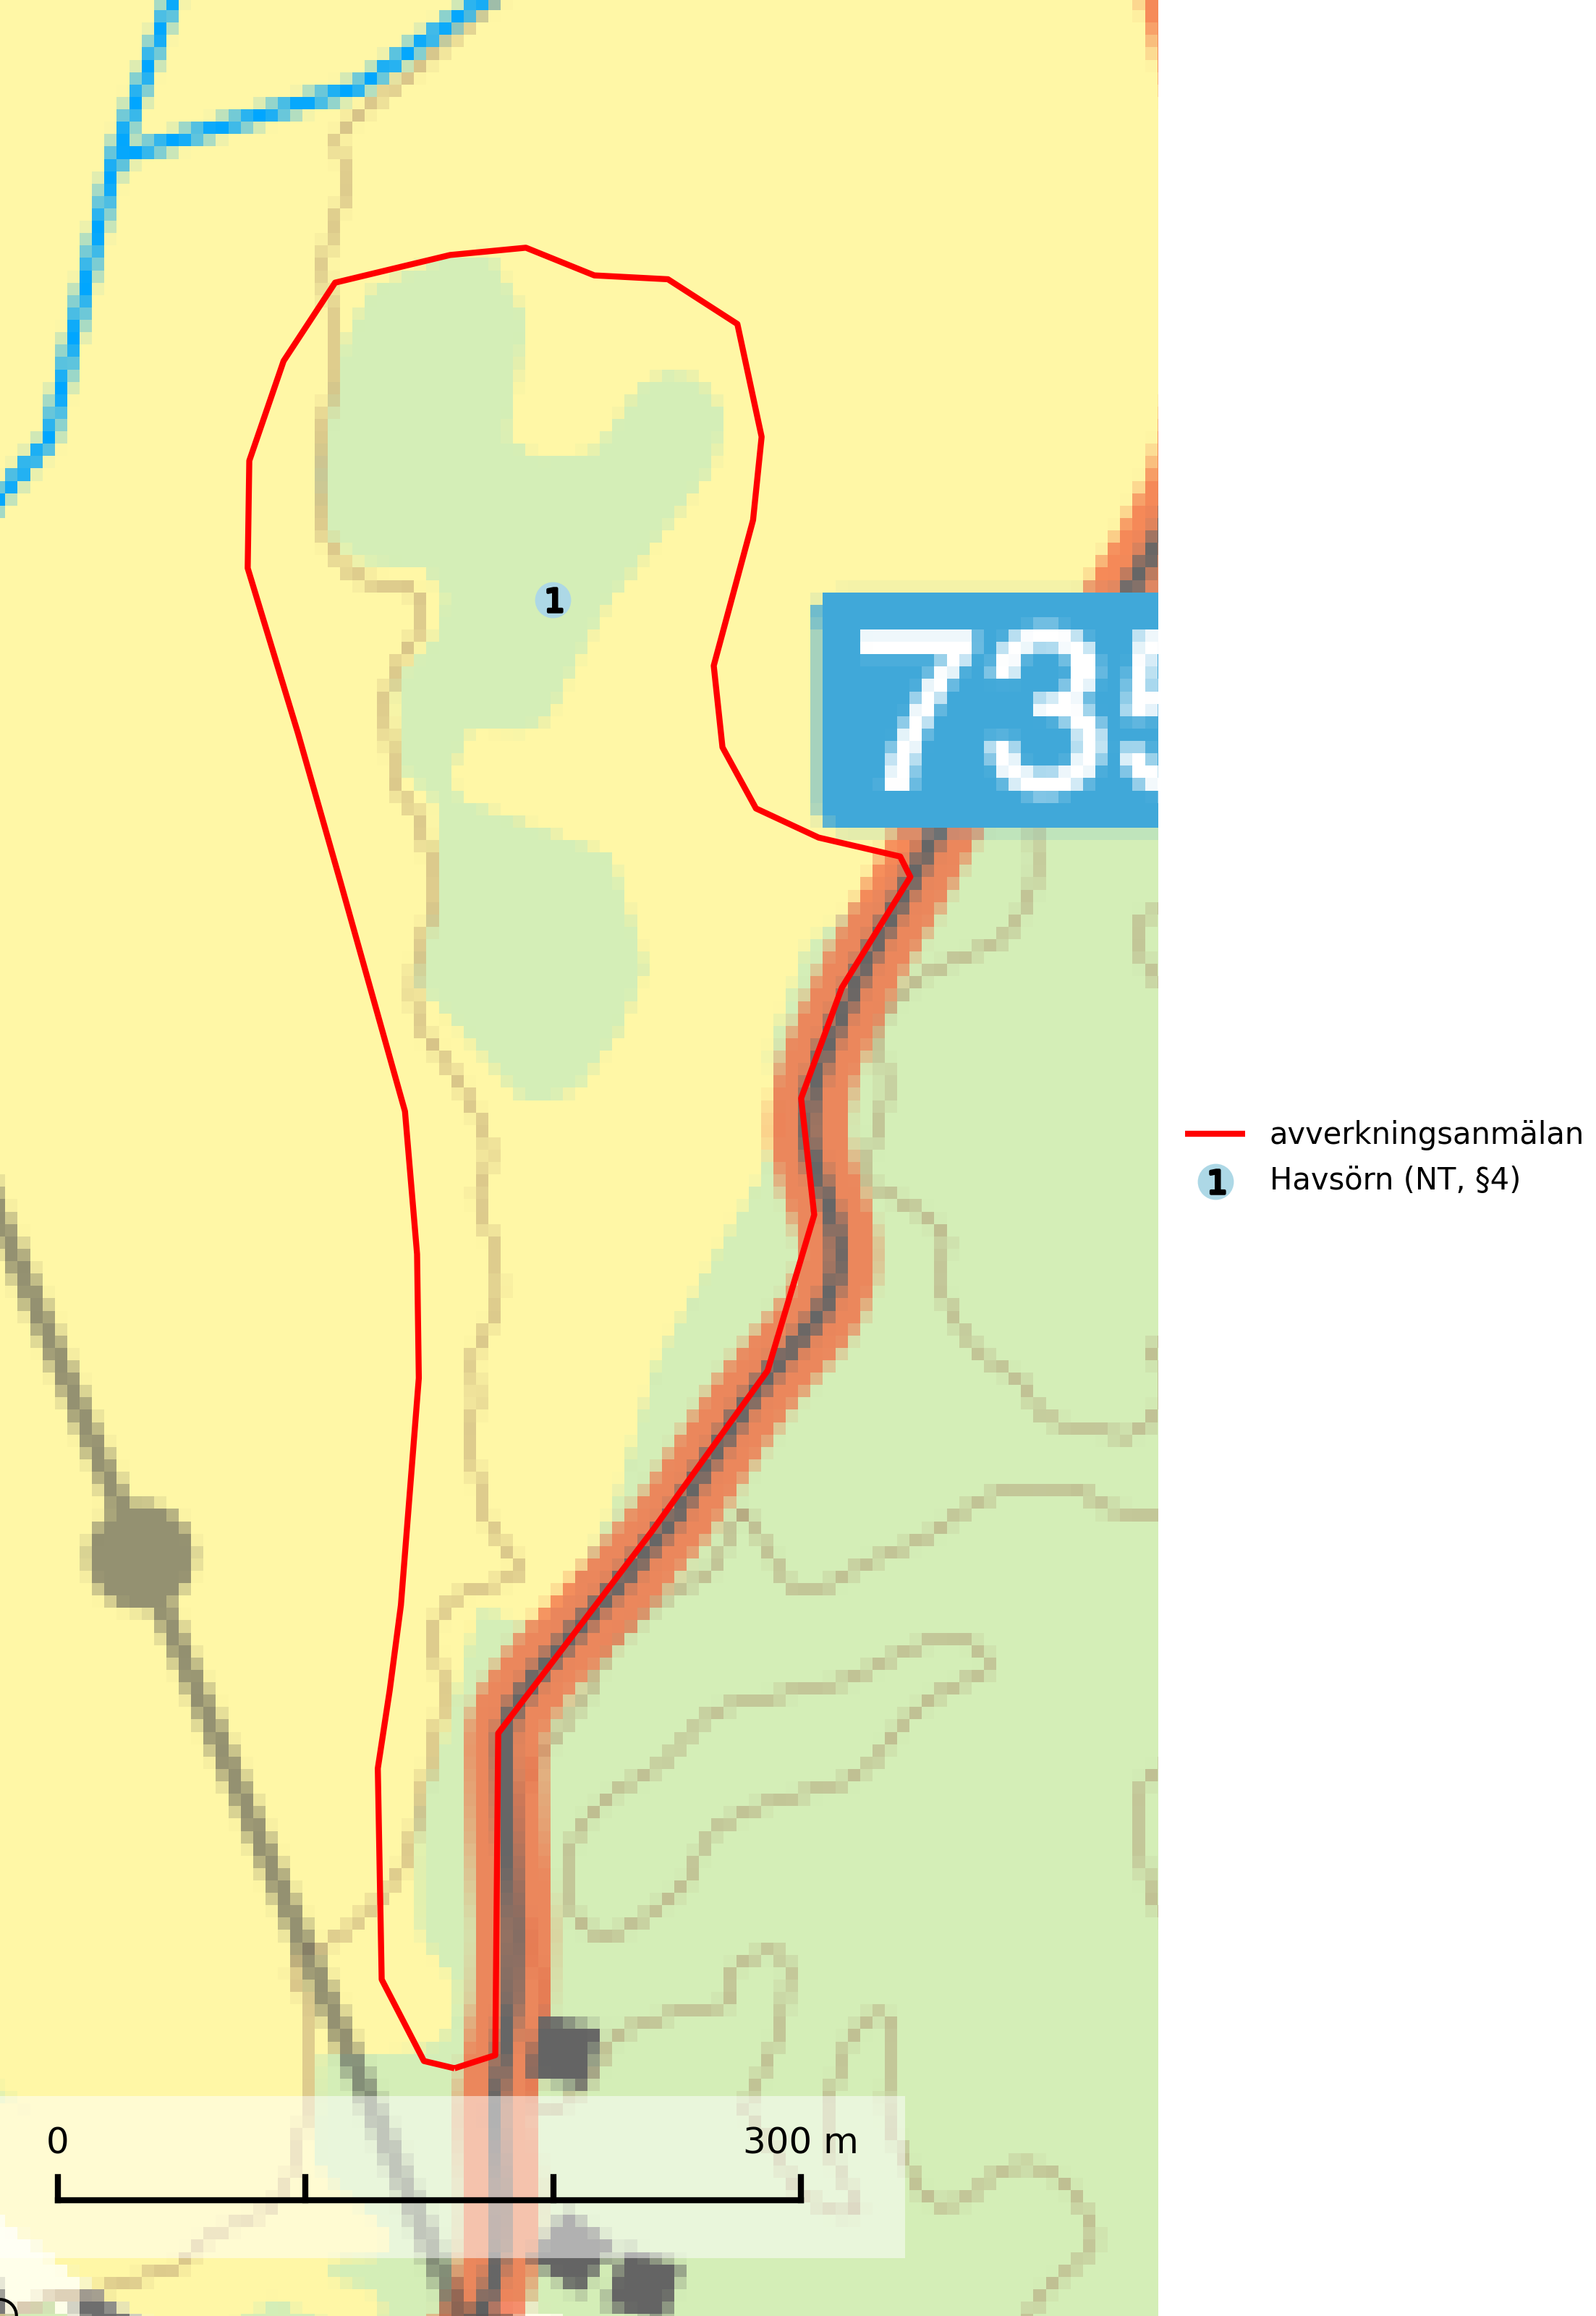 1
735
avverkningsanmälan
1 Havsörn (NT, §4)
0 300 m